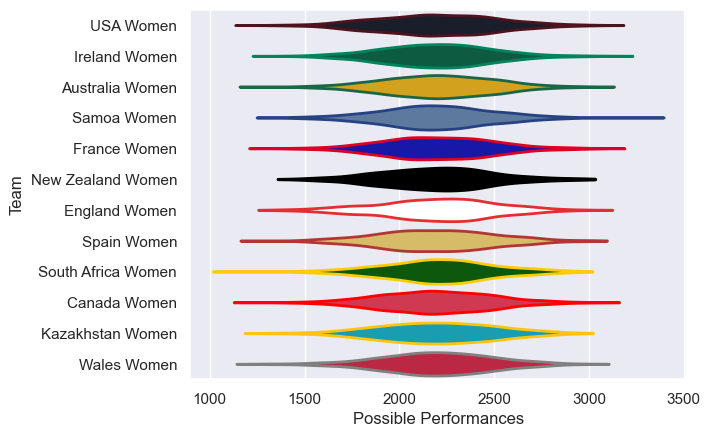 USA Women
Ireland Women
Australia Women
Samoa Women
France Women
New Zealand Women
England Women
Spain Women
South Africa Women
Canada Women
Kazakhstan Women
Wales Women
Team
1000 1500 2000 2500 3000 3500
Possible Performances